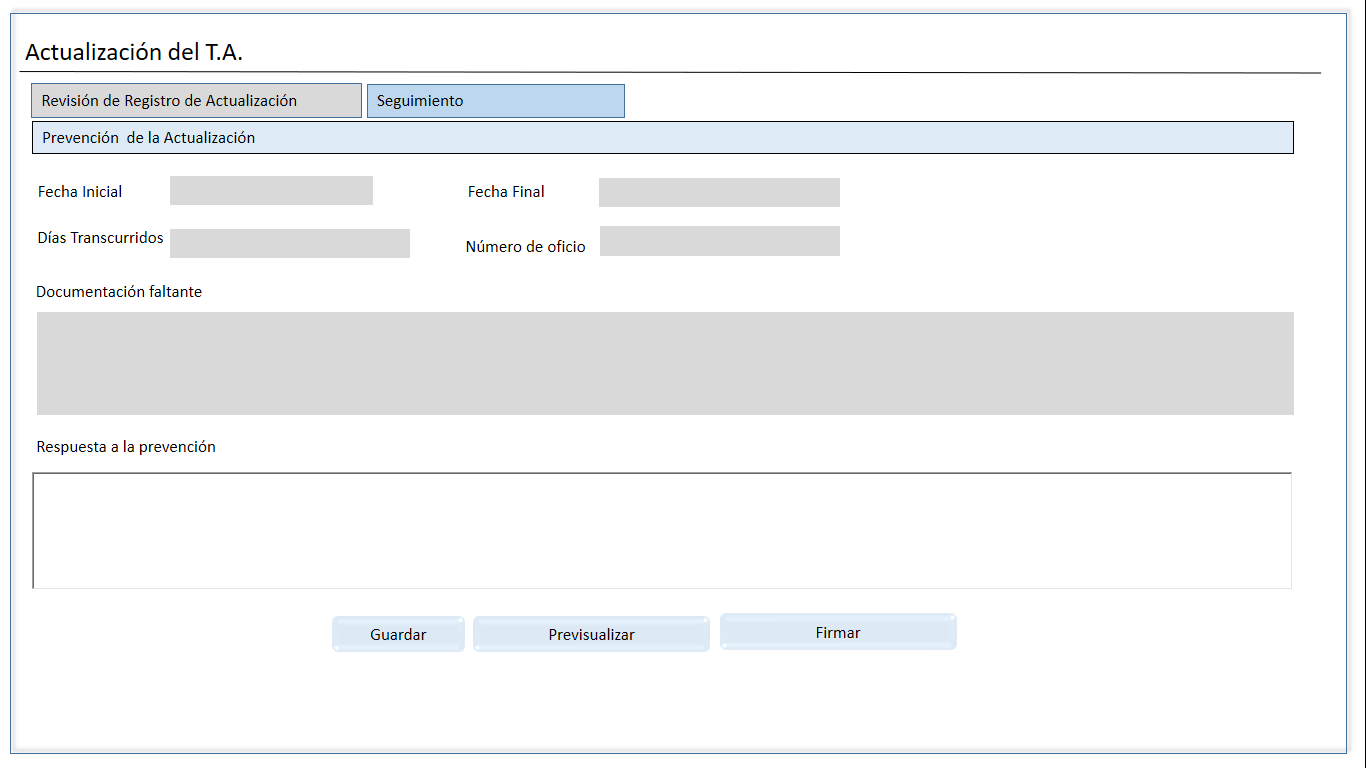 Actualización del T.A.
Revisión de Registro de Actualización
Seguimiento
Prevención  de la Actualización
Fecha Inicial
Fecha Final
Días Transcurridos
Número de oficio
Documentación faltante
Respuesta a la prevención
Guardar
Previsualizar
Firmar